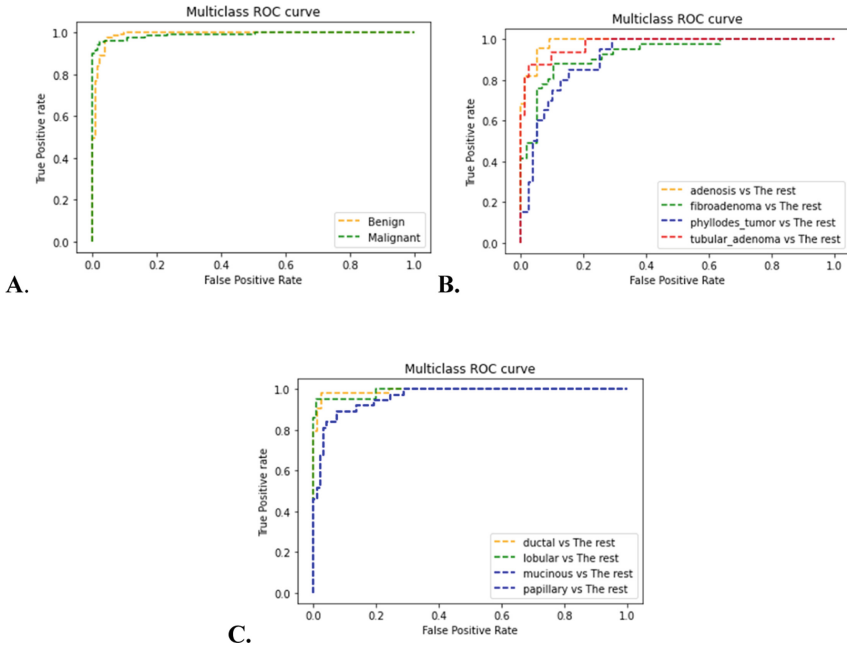 Multiclass ROC curve
True Positive rate
1.0
0.8
0.6
0.4
0.2
0.0
Benign
Malignant
0.0 0.2 0.4 0.6 0.8 1.0
False Positive Rate
A.
Multiclass ROC curve
True Positive rate
1.0
0.8
0.6
0.4
0.2
0.0
adenosis vs The rest
fibroadenoma vs The rest
phyllodes_tumor vs The rest
tubular_adenoma vs The rest
0.0 0.2 0.4 0.6 0.8 1.0
False Positive Rate
B.
Multiclass ROC curve
True Positive rate
1.0
0.8
0.6
0.4
0.2
0.0
ductal vs The rest
lobular vs The rest
mucinous vs The rest
papillary vs The rest
0.0 0.2 0.4 0.6 0.8 1.0
False Positive Rate
C.